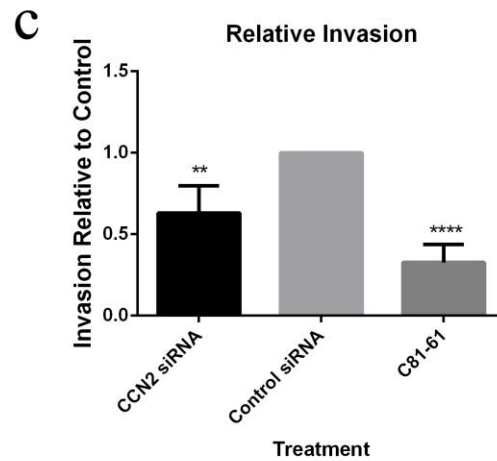 c
Relative Invasion
Invasion Relative to Control
1.5
1.0
0.5
0.0
**
****
CCN2 siRNA
Control siRNA
C81-61
Treatment